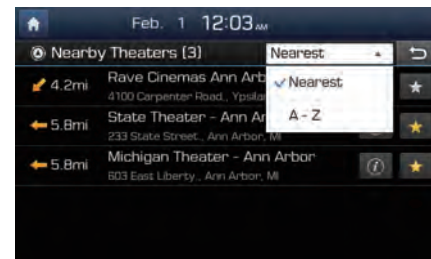 Feb. 1 12:03 AM
Nearby Theaters (3)
Nearest
Nearest
A - Z
4.2mi
Rave Cinemas Ann Arb
4100 Carpenter Road., Ypsila
5.8mi
State Theater - Ann Ar
233 State Street., Ann Arbor, MI
5.8mi
Michigan Theater - Ann Arbor
603 East Liberty., Ann Arbor, MI